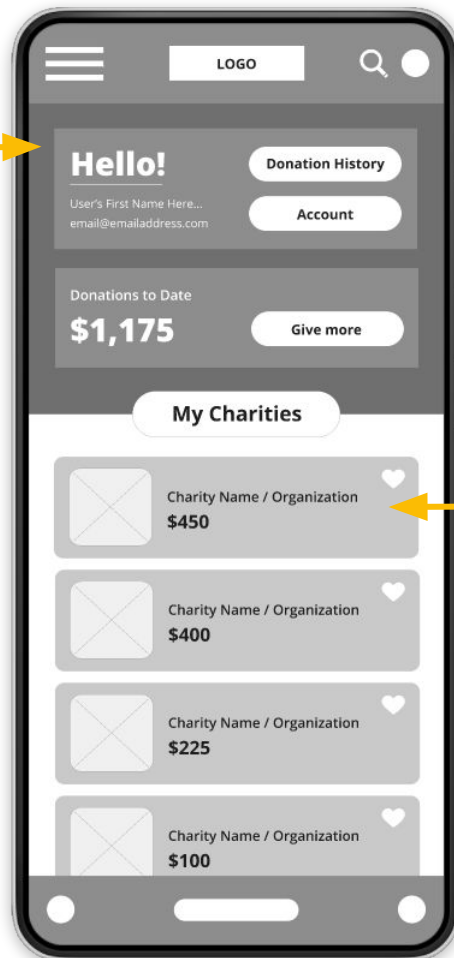 LOGO
Hello!
Donation History
User's First Name Here...
email@emailaddress.com
Account
Donations to Date
$1,175
Give more
My Charities
Charity Name / Organization
$450
Charity Name / Organization
$400
Charity Name / Organization
$225
Charity Name / Organization
$100